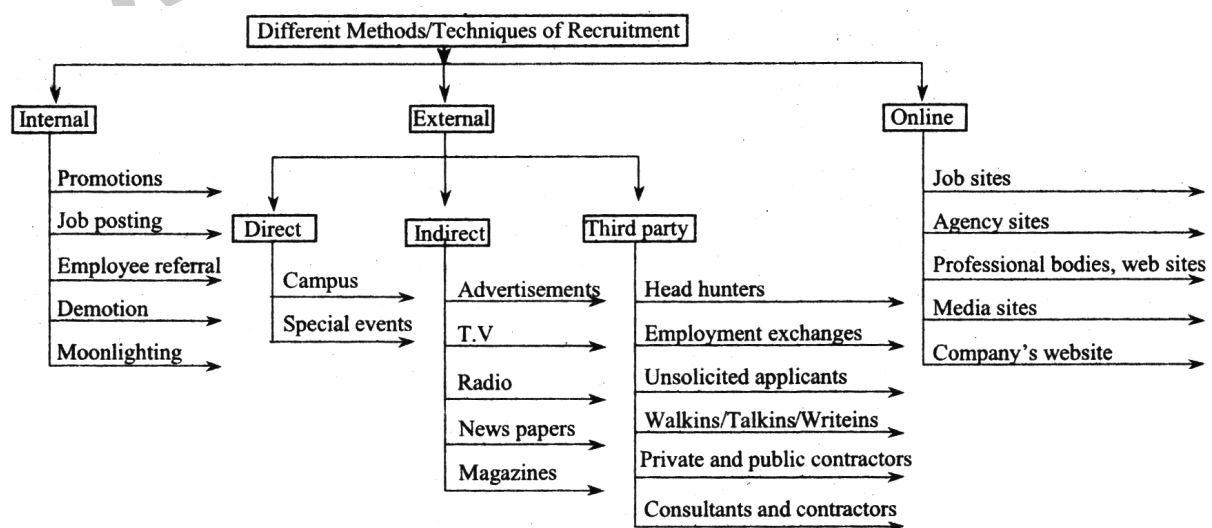 Different Methods/Techniques of Recruitment
Internal
External
Online
Promotions
Job posting
Employee referral
Demotion
Moonlighting
Direct
Campus
Special events
Indirect
Advertisements
T.V
Radio
News papers
Magazines
Third party
Head hunters
Employment exchanges
Unsolicited applicants
Walkins/Talkins/Writeins
Private and public contractors
Consultants and contractors
Job sites
Agency sites
Professional bodies, web sites
Media sites
Company's website